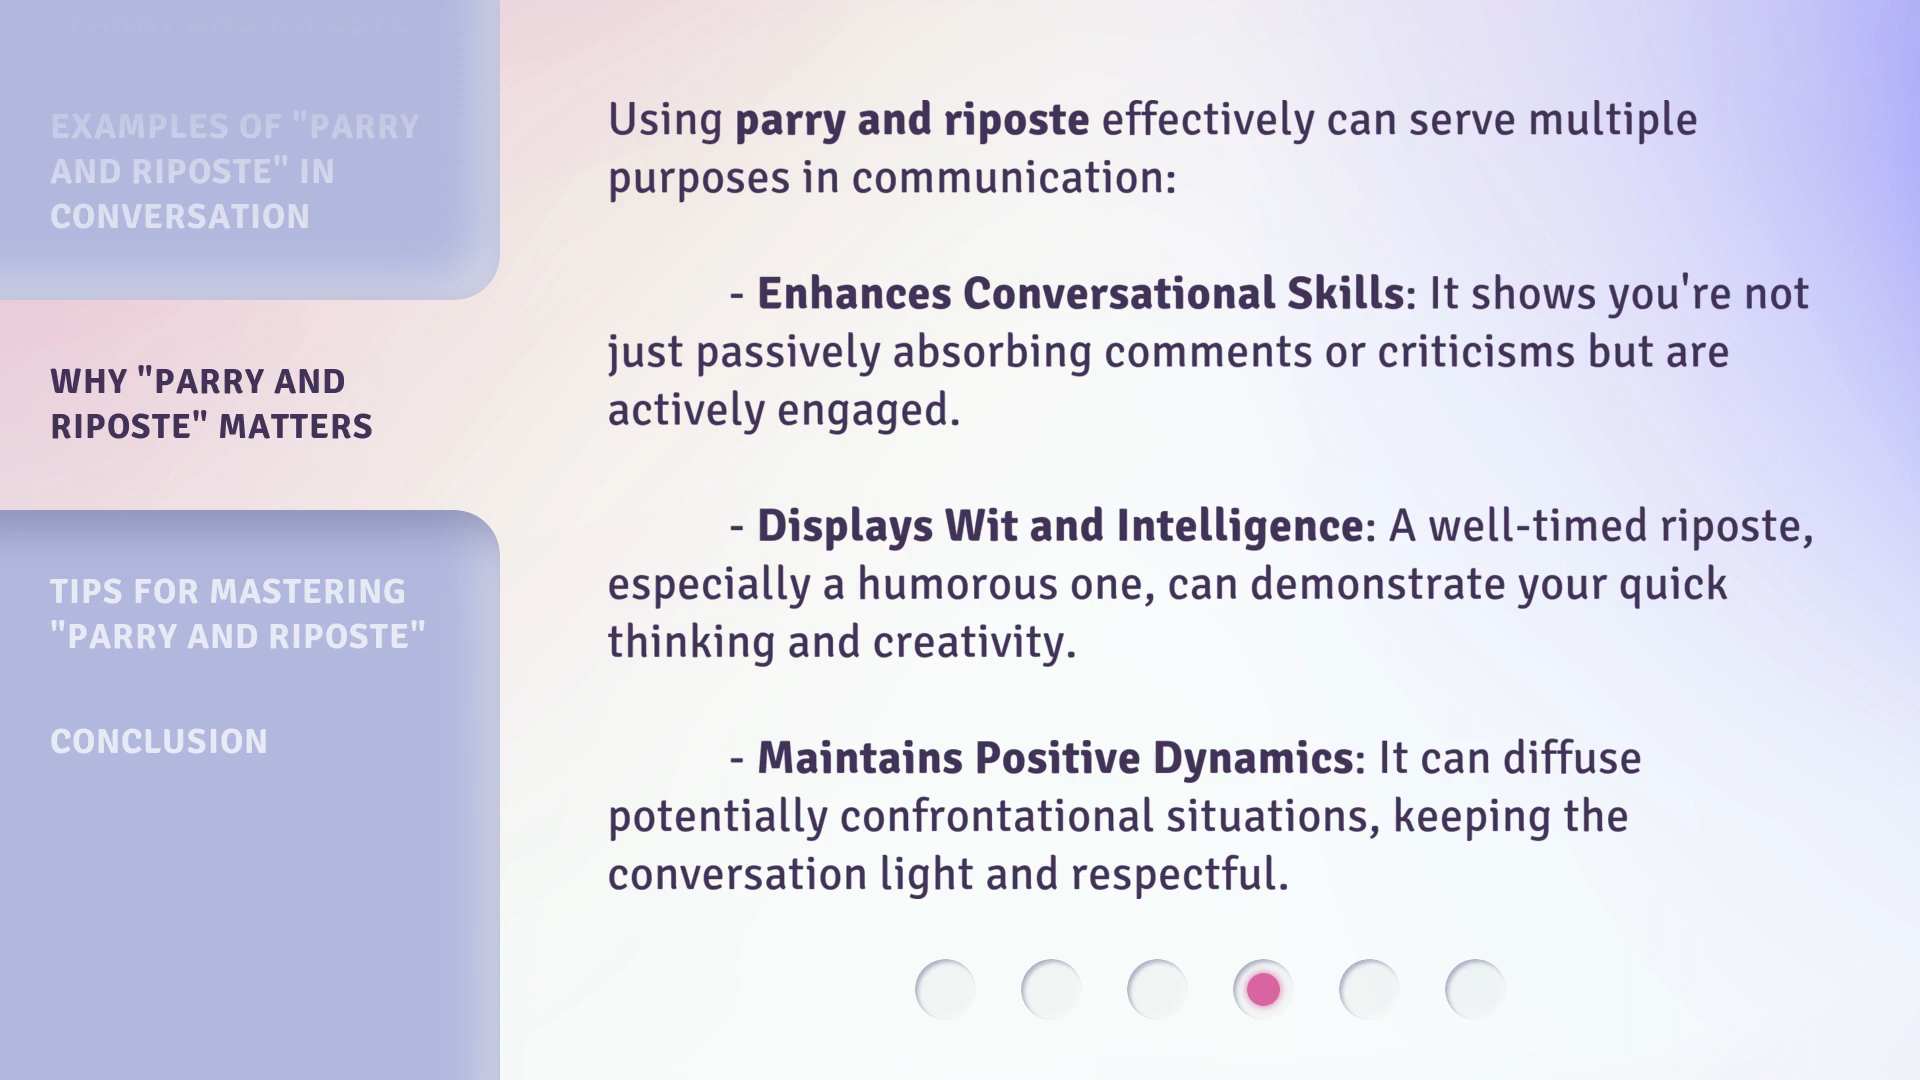 EXAMPLES OF "PARRY
AND RIPOSTE" IN
CONVERSATION
WHY "PARRY AND
RIPOSTE" MATTERS
TIPS FOR MASTERING
"PARRY AND RIPOSTE"
CONCLUSION
Using parry and riposte effectively can serve multiple
purposes in communication:
- Enhances Conversational Skills: It shows you're not
just passively absorbing comments or criticisms but are
actively engaged.
- Displays Wit and Intelligence: A well-timed riposte,
especially a humorous one, can demonstrate your quick
thinking and creativity.
- Maintains Positive Dynamics: It can diffuse
potentially confrontational situations, keeping the
conversation light and respectful.